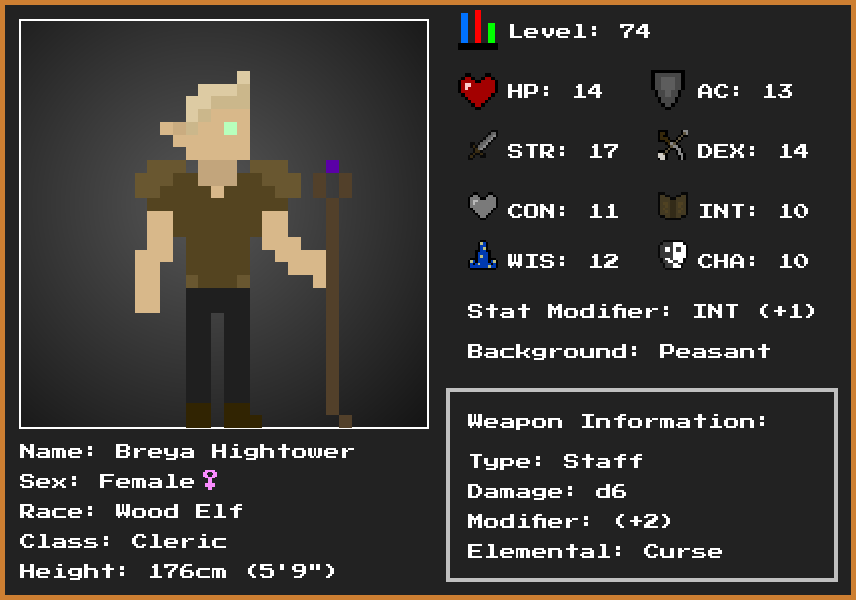 Level: 74
HP: 14
AC: 13
STR: 17
DEX: 14
CON: 11
INT: 10
WIS: 12
CHA: 10
Stat Modifier: INT (+1)
Background: Peasant
Weapon Information:
Type: Staff
Damage: d6
Modifier: (+2)
Elemental: Curse
Name: Breya Hightower
Sex: Female♀
Race: Wood Elf
Class: Cleric
Height: 176cm (5'9")